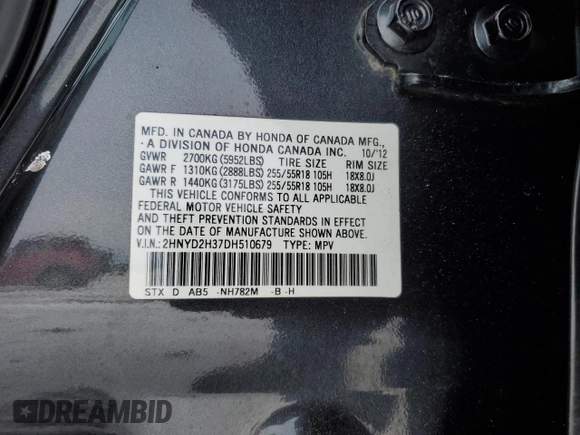 MFD. IN CANADA BY HONDA OF CANADA MFG.,
· A DIVISION OF HONDA CANADA INC. 10/'12
GVWR 2700KG (5952LBS) TIRE SIZE RIM SIZE
GAWR F 1310KG (2888LBS) 255/55R18 105H 18X8.0J
GAWR R 1440KG (3175LBS) 255/55R18 105H 18X8.0J
THIS VEHICLE CONFORMS TO ALL APPLICABLE
FEDERAL MOTOR VEHICLE SAFETY
AND THEFT PREVENTION STANDARDS IN EFFECT
ON THE DATE OF MANUFACTURE SHOWN ABOVE.
V.I.N.: 2HNYD2H37DH510679 TYPE: MPV
STX D AB5 -NH782M -B -H
DREAMBID